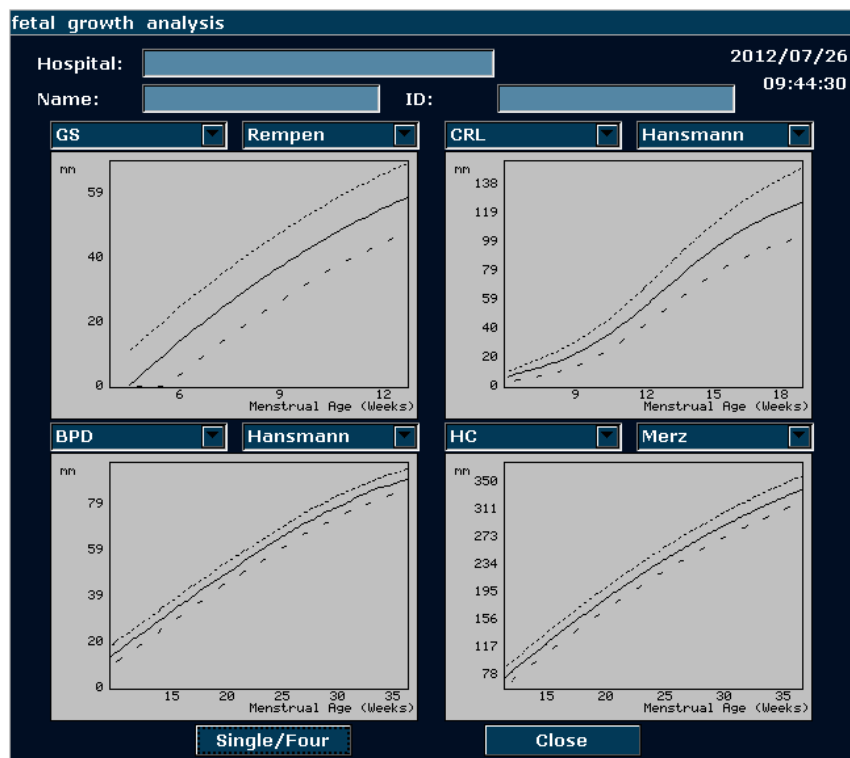 fetal growth analysis
Hospital:
2012/07/26
09:44:30
Name:
ID:
GS
Rempen
CRL
Hansmann
mm
59
40
20
0
6
9
12
Menstrual Age (Weeks)
mm
138
119
99
79
59
40
20
0
9
12
15
18
Menstrual Age (Weeks)
BPD
Hansmann
HC
Merz
mm
79
59
39
20
0
15
20
25
30
35
Menstrual Age (Weeks)
mm
350
311
273
234
195
156
117
78
15
20
25
30
35
Menstrual Age (Weeks)
Single/Four
Close